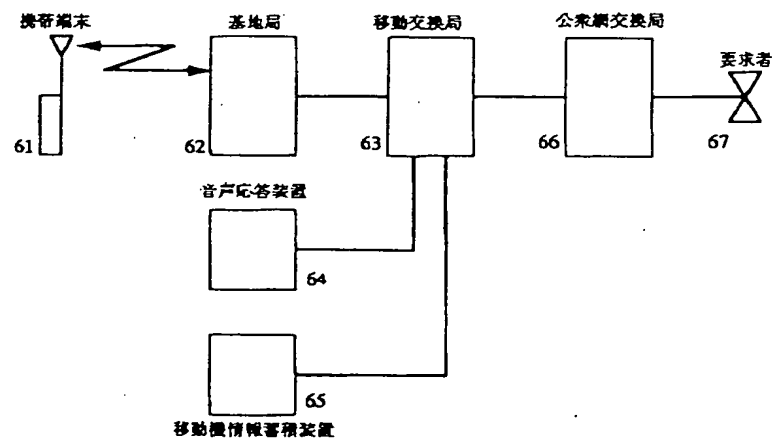 携帯端末
基地局
移動交換局
公衆網交換局
要求者
61
62
63
66
67
音声応答装置
64
65
移動機情報蓄積装置